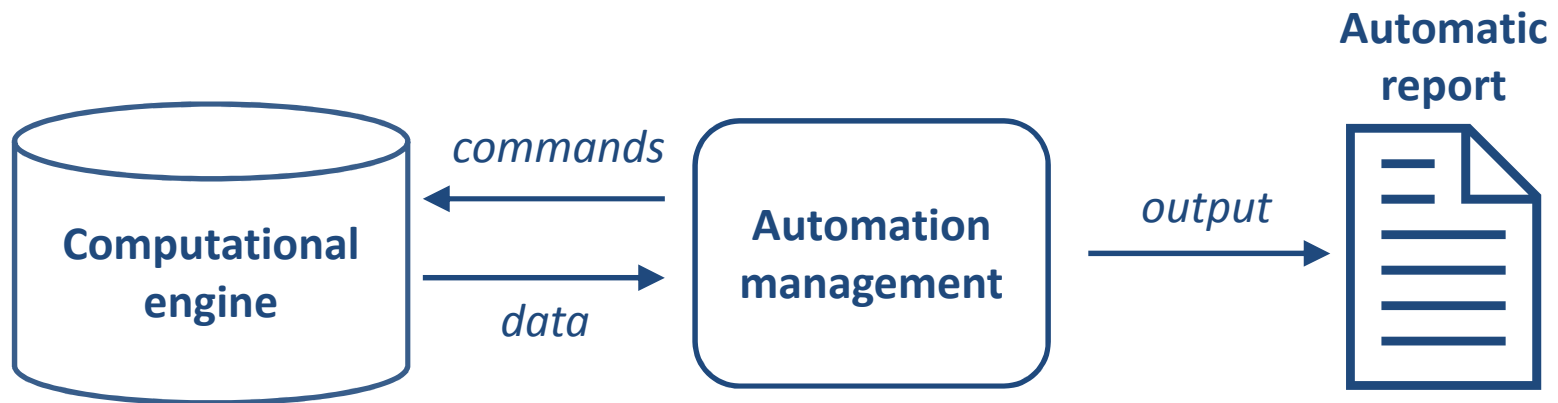 Computational
engine
commands
data
Automation
management
output
Automatic
report